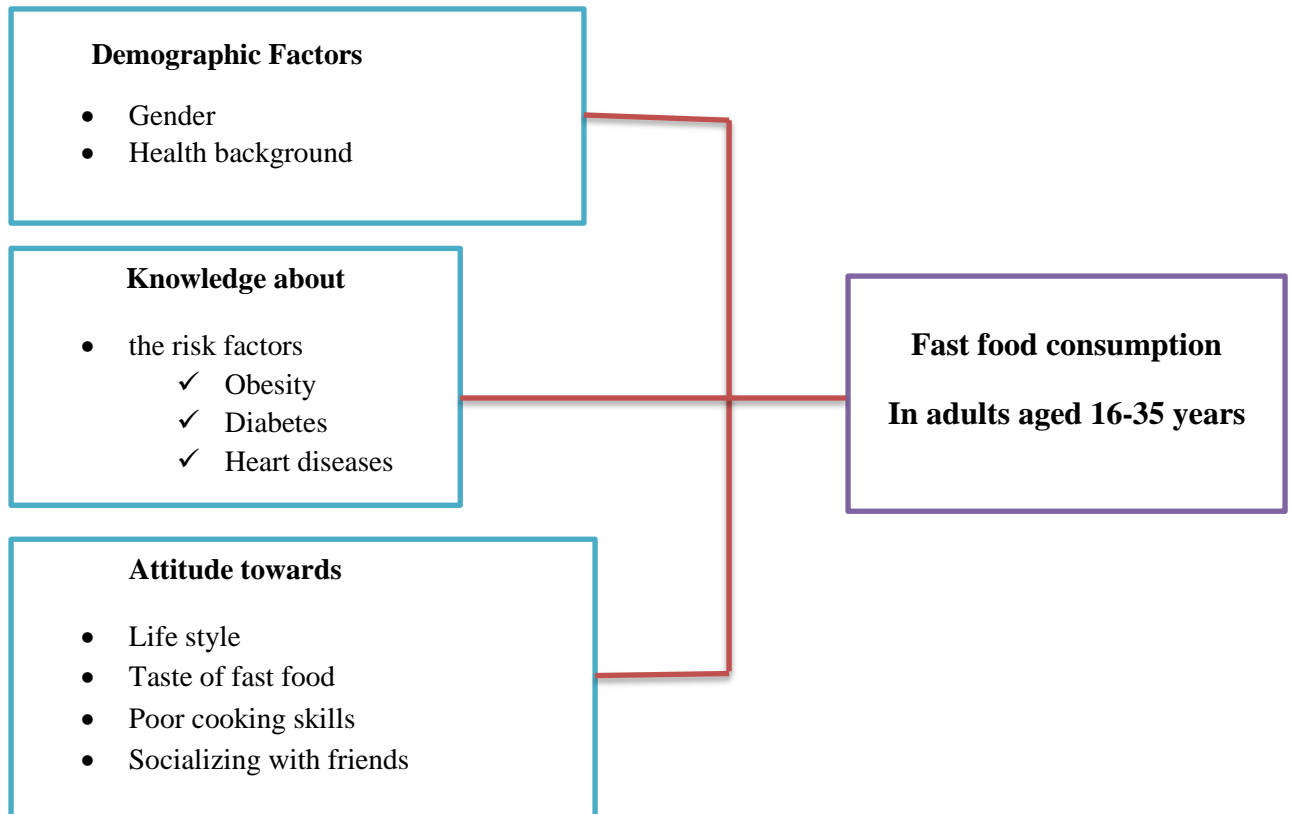 Demographic Factors
• Gender
• Health background
Knowledge about
• the risk factors
✓ Obesity
✓ Diabetes
✓ Heart diseases
Attitude towards
• Life style
• Taste of fast food
• Poor cooking skills
• Socializing with friends
Fast food consumption
In adults aged 16-35 years